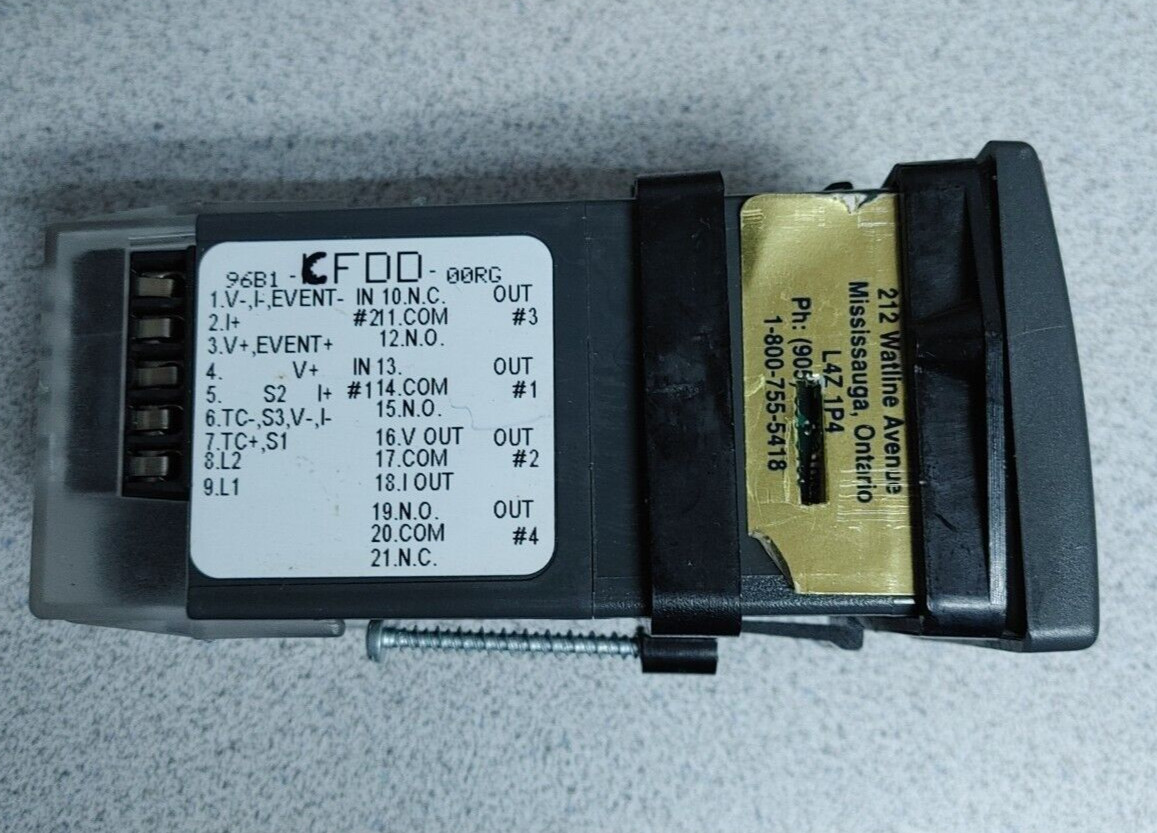 96B1 - CFDD - 00RG
1.V-,I-,EVENT- IN 10.N.C. OUT
2.I+ #2 11.COM #3
3.V+,EVENT+ 12.N.O.
4. V+ IN 13. OUT
5. S2 I+ #1 14.COM #1
6.TC-,S3,V-,I- 15.N.O.
7.TC+,S1 16.V OUT OUT
8.L2 17.COM #2
9.L1 18.I OUT
19.N.O. OUT
20.COM #4
21.N.C.
212 Watline Avenue
Mississauga, Ontario
L4Z 1P4
Ph: (905)
1-800-755-5418